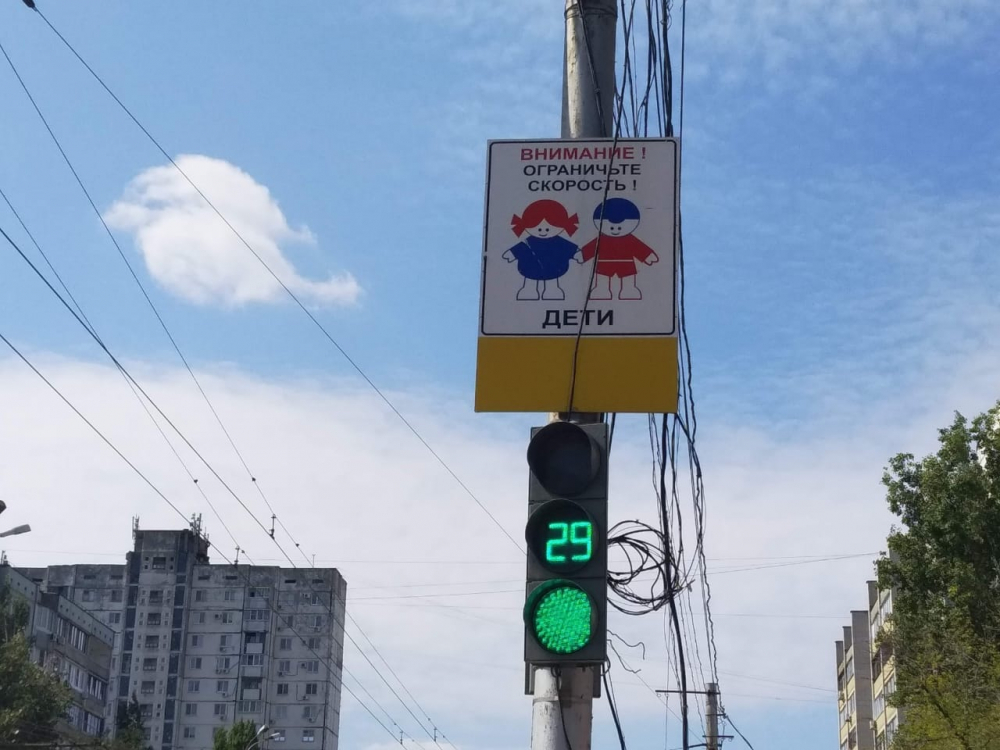 ВНИМАНИЕ !
ОГРАНИЧЬТЕ
СКОРОСТЬ !
ДЕТИ
29